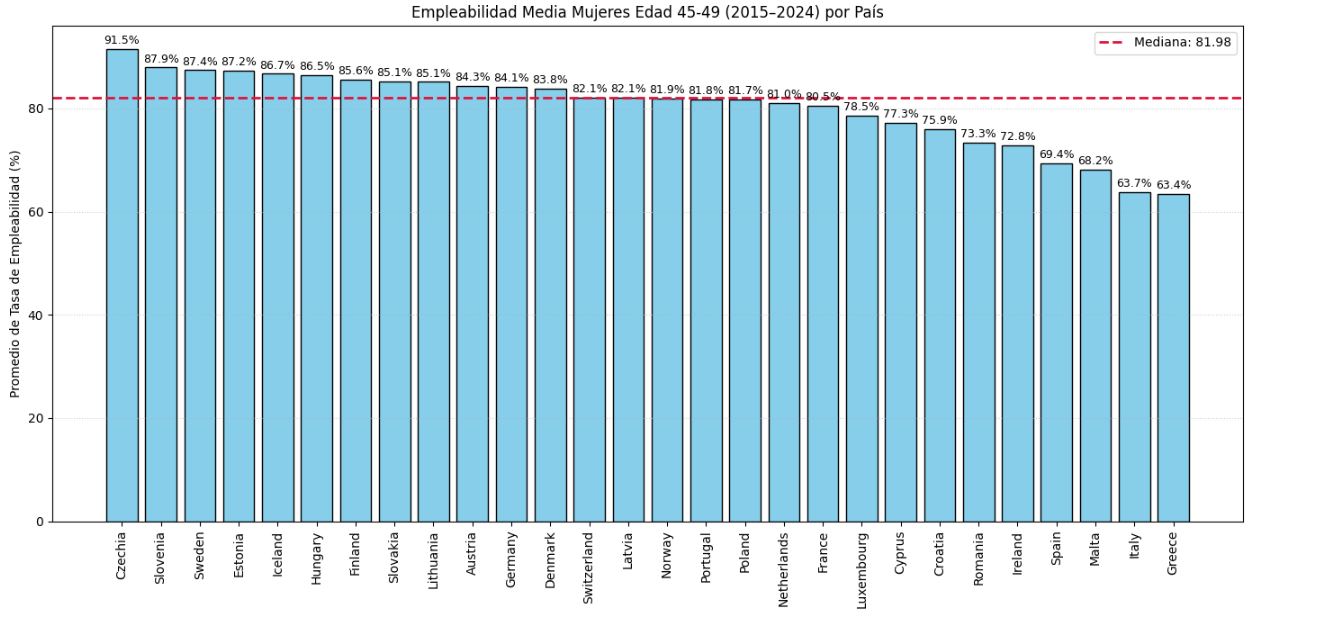 Empleabilidad Media Mujeres Edad 45-49 (2015–2024) por País
Mediana: 81.98
Promedio de Tasa de Empleabilidad (%)
80
60
40
20
0
91.5%
87.9%
87.4%
87.2%
86.7%
86.5%
85.6%
85.1%
85.1%
84.3%
84.1%
83.8%
82.1%
82.1%
81.9%
81.8%
81.7%
81.0%
80.5%
78.5%
77.3%
75.9%
73.3%
72.8%
69.4%
68.2%
63.7%
63.4%
Czechia
Slovenia
Sweden
Estonia
Iceland
Hungary
Finland
Slovakia
Lithuania
Austria
Germany
Denmark
Switzerland
Latvia
Norway
Portugal
Poland
Netherlands
France
Luxembourg
Cyprus
Croatia
Romania
Ireland
Spain
Malta
Italy
Greece